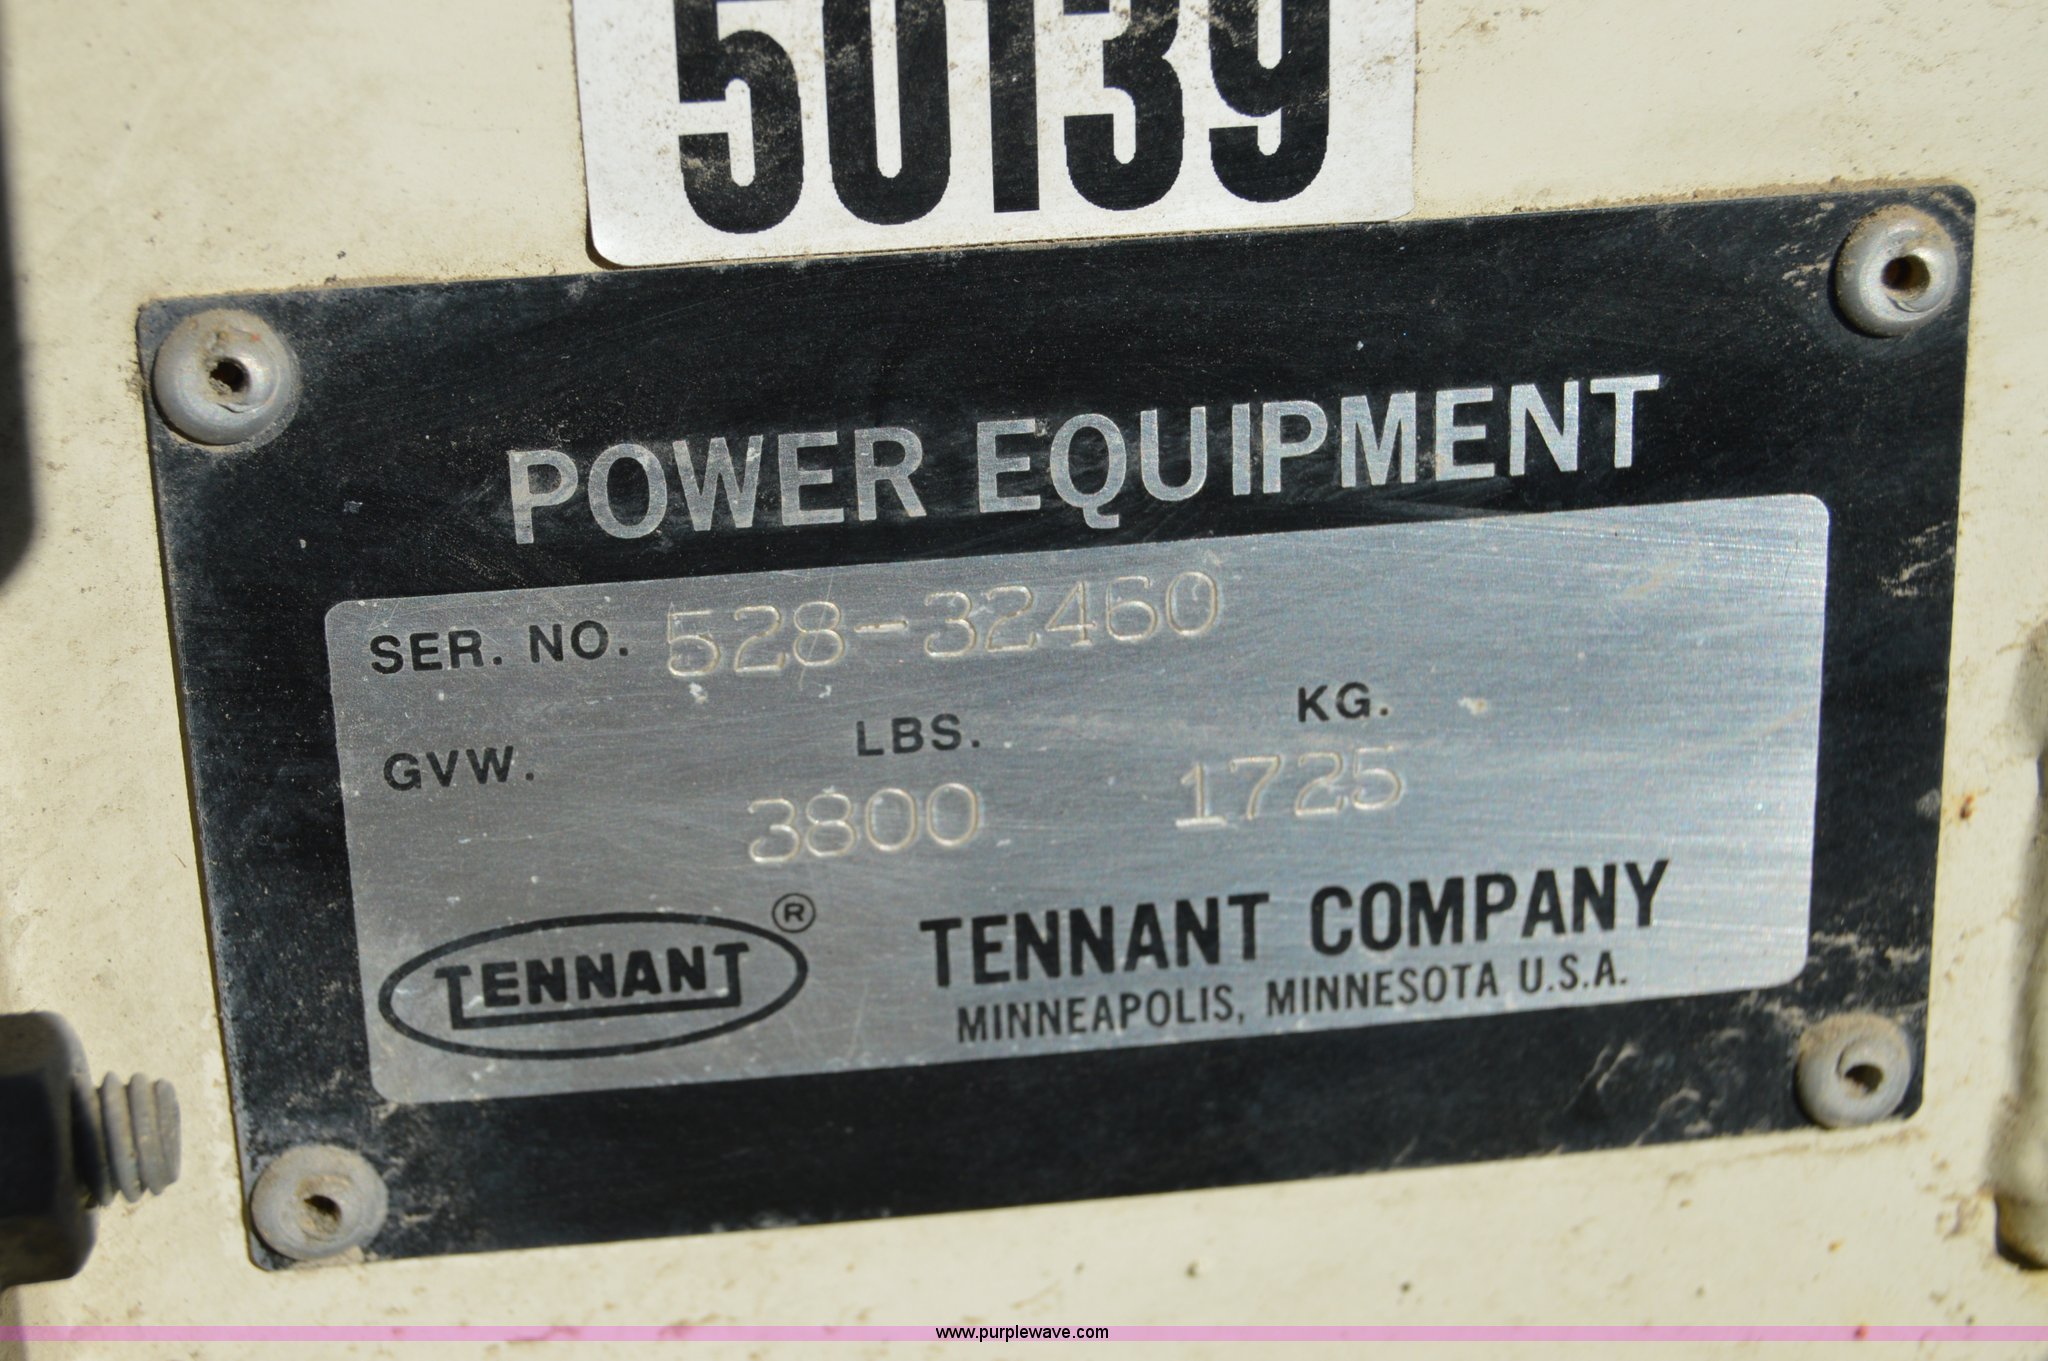 50139
POWER EQUIPMENT
SER. NO. 528-32460
LBS. KG.
GVW.
3800 1725
TENNANT ® TENNANT COMPANY
MINNEAPOLIS, MINNESOTA U.S.A.
www.purplewave.com